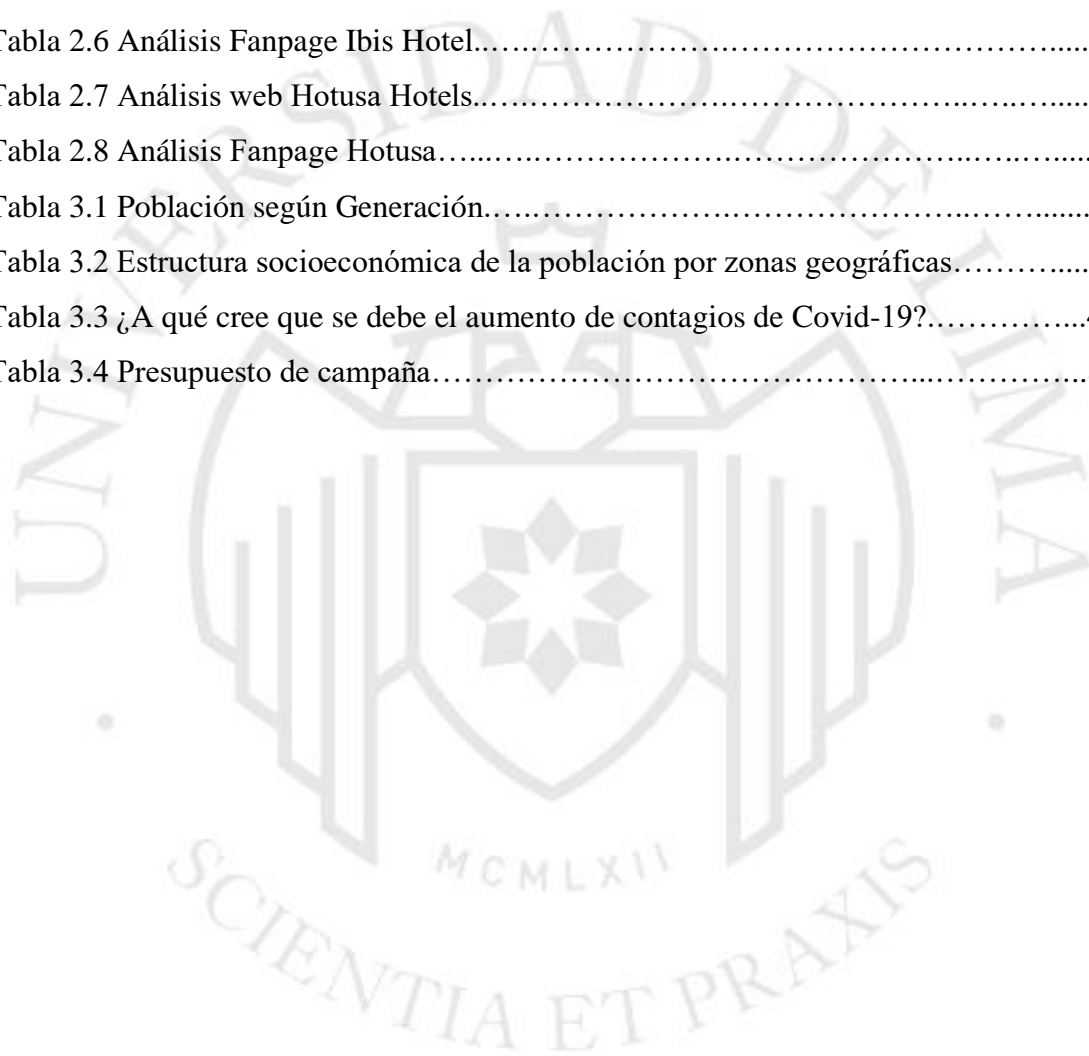 Tabla 2.6 Análisis Fanpage Ibis Hotel..….……………….………………………….....
Tabla 2.7 Análisis web Hotusa Hotels..….……………….………………….…..….....
Tabla 2.8 Análisis Fanpage Hotusa…...….……………….………………….…..….....
Tabla 3.1 Población según Generación.….……………….………………….…….......
Tabla 3.2 Estructura socioeconómica de la población por zonas geográficas……….....
Tabla 3.3 ¿A qué cree que se debe el aumento de contagios de Covid-19?.…………...
Tabla 3.4 Presupuesto de campaña………………………………………...…………...
UNIVERSIDAD DE LIMA
MCMLXII
SCIENTIA ET PRAXIS